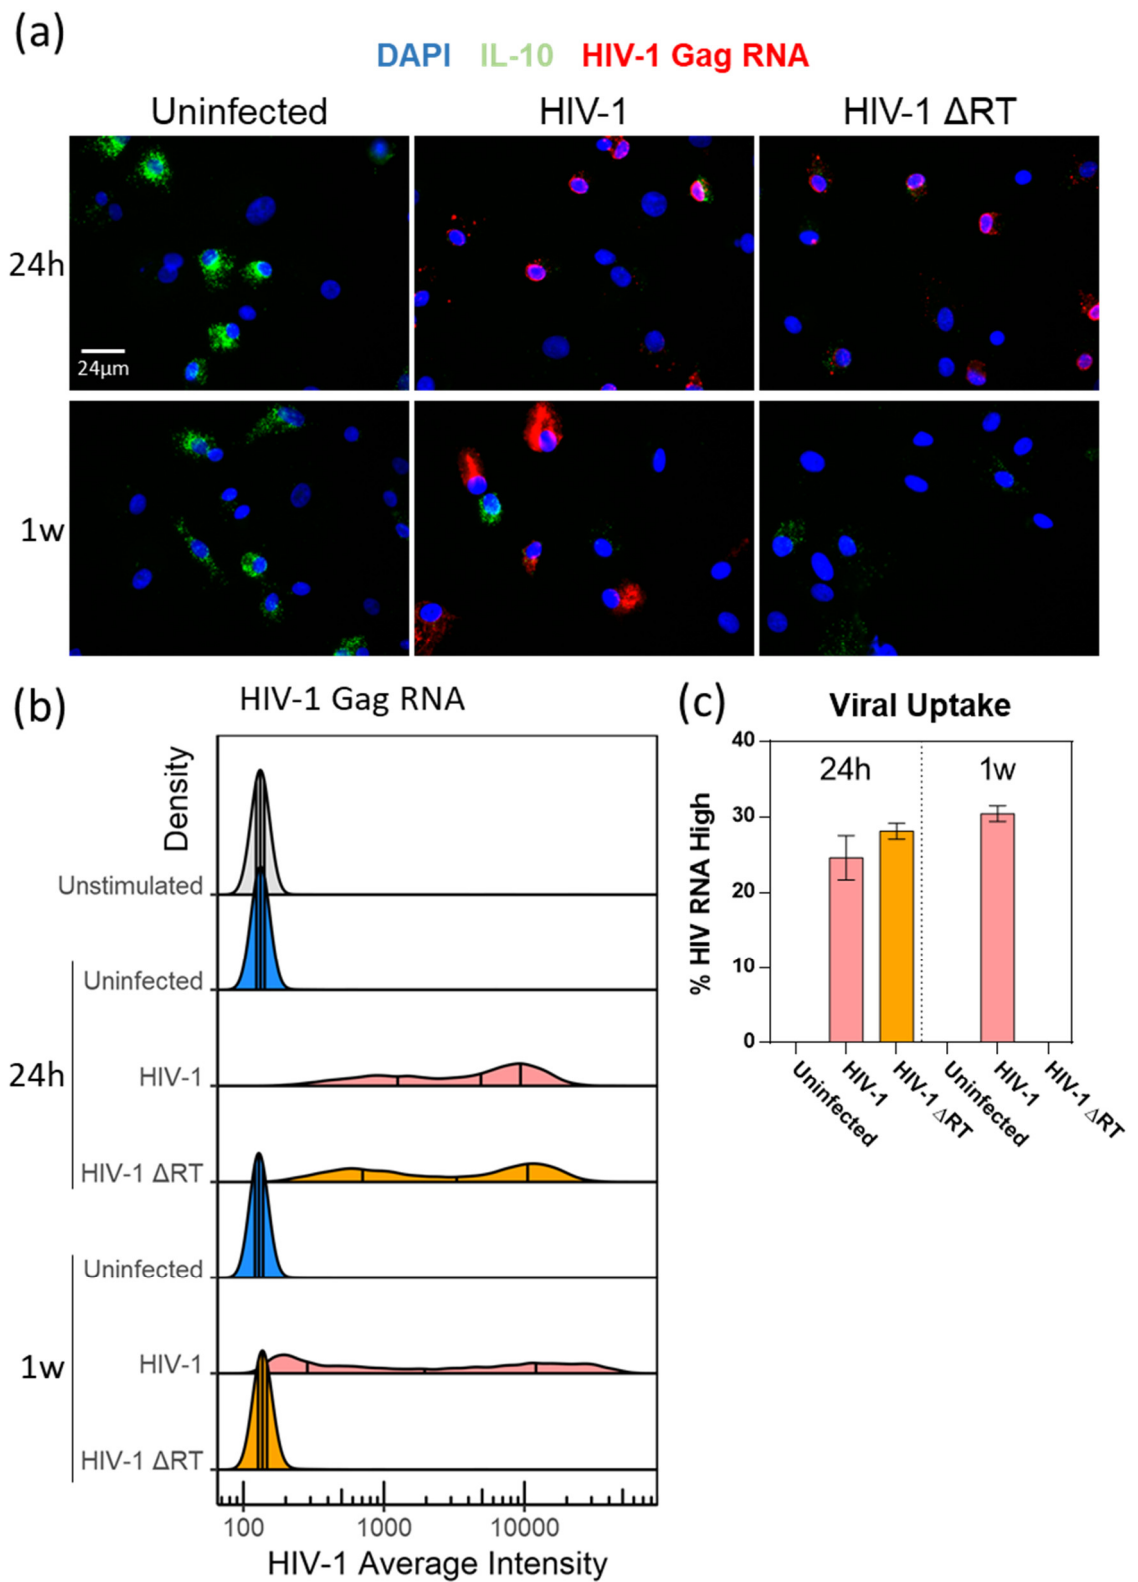 (a)
DAPI IL-10 HIV-1 Gag RNA
Uninfected HIV-1 HIV-1 ΔRT
24h
24µm
1w
(b)
HIV-1 Gag RNA
Density
Unstimulated
Uninfected
24h
HIV-1
HIV-1 ΔRT
Uninfected
1w
HIV-1
HIV-1 ΔRT
100 1000 10000
HIV-1 Average Intensity
(c)
Viral Uptake
% HIV RNA High
40
30
20
10
0
24h 1w
Uninfected
HIV-1
HIV-1 ΔRT
Uninfected
HIV-1
HIV-1 ΔRT